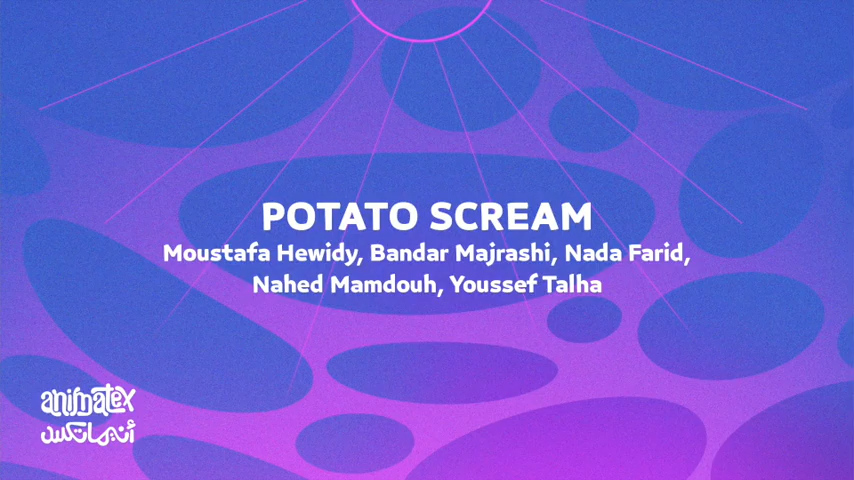 POTATO SCREAM
Moustafa Hewidy, Bandar Majrashi, Nada Farid,
Nahed Mamdouh, Youssef Talha
animatex
أنيماتكس